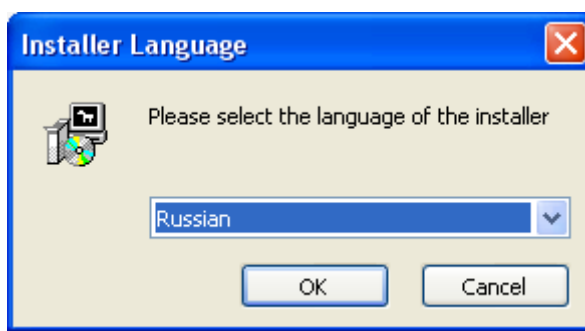 Installer Language
Please select the language of the installer
Russian
OK
Cancel